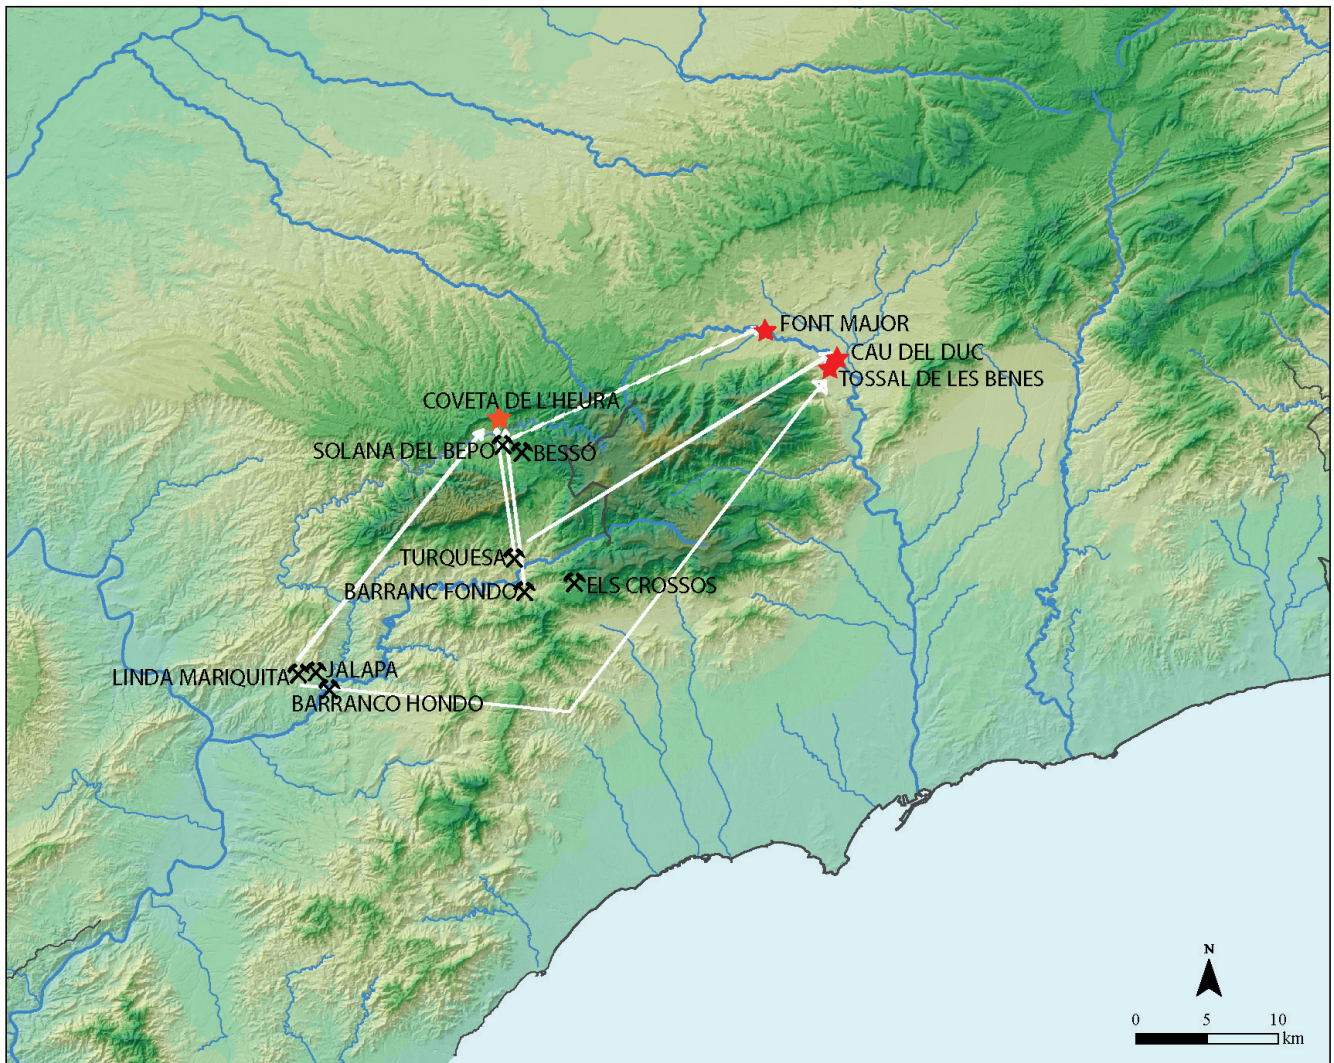 FONT MAJOR
CAU DEL DUC
TOSSAL DE LES BENES
COVETA DE L'HEURA
SOLANA DEL BEPO
BESSÓ
TURQUESA
BARRANC FONDO
ELS CROSSOS
LINDA MARIQUITA
JALAPA
BARRANCO HONDO
N
0 5 10
km